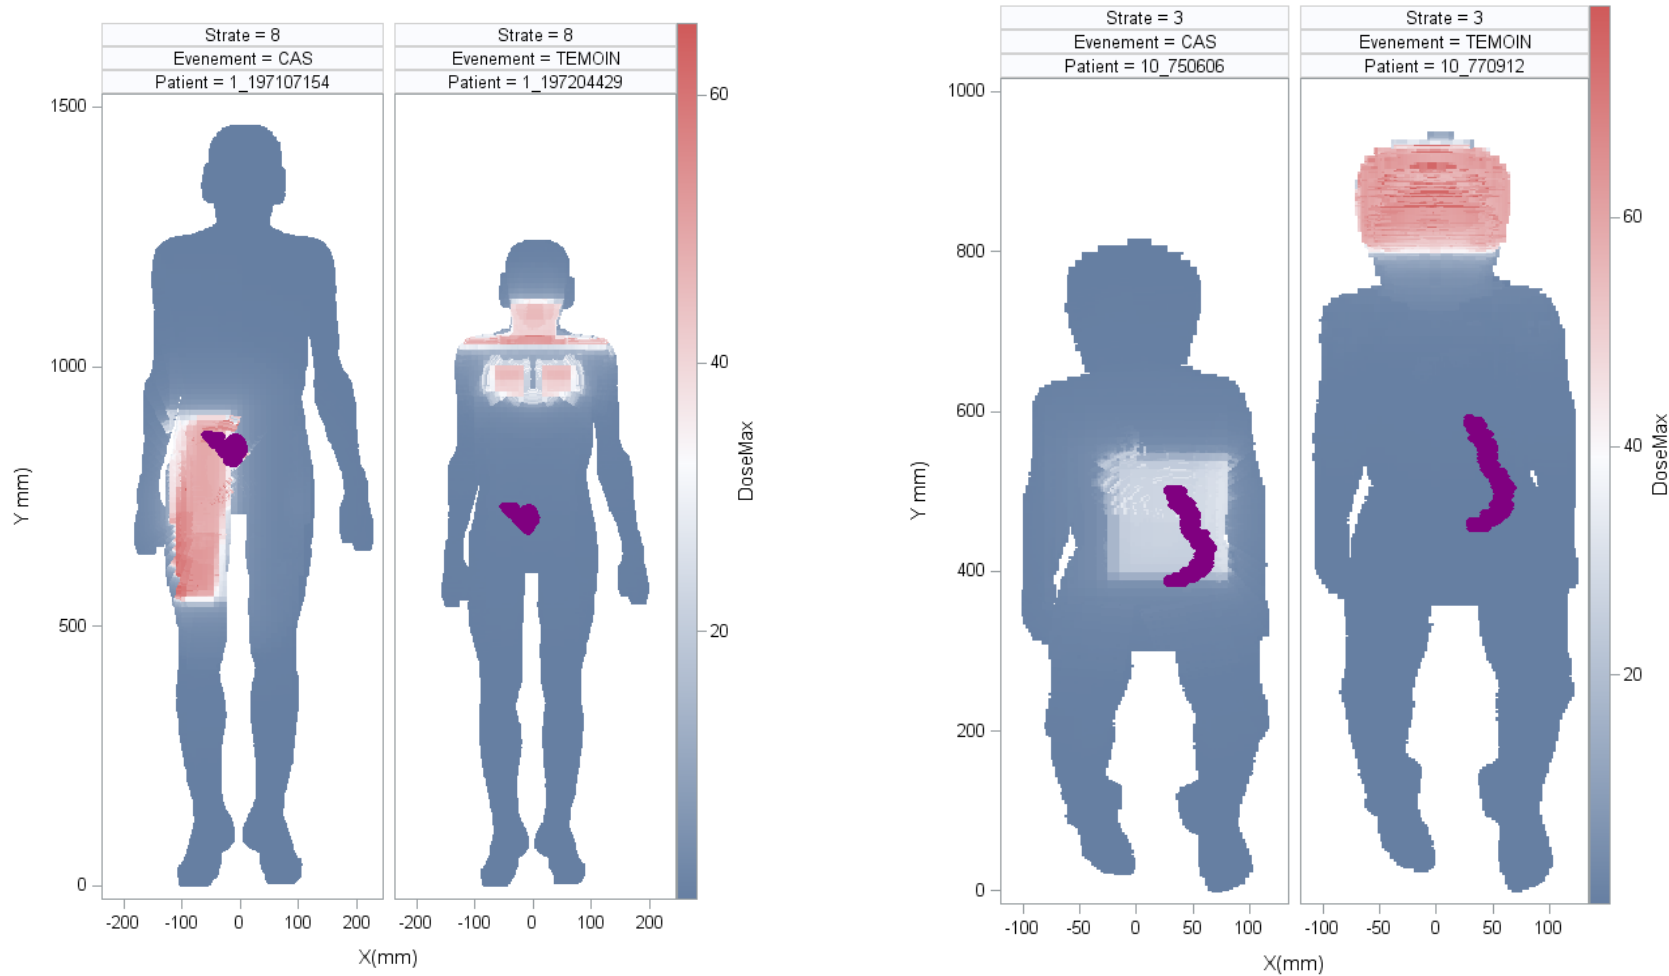 Strate = 8
Strate = 8
Evenement = CAS
Evenement = TEMOIN
Patient = 1_197107154
Patient = 1_197204429
1500
1000
500
0
Y mm)
-200 -100 0 100 200
-200 -100 0 100 200
X(mm)
60
40
20
DoseMax
Strate = 3
Strate = 3
Evenement = CAS
Evenement = TEMOIN
Patient = 10_750606
Patient = 10_770912
1000
800
600
400
200
0
Y mm)
-100 -50 0 50 100
-100 -50 0 50 100
X(mm)
60
40
20
DoseMax